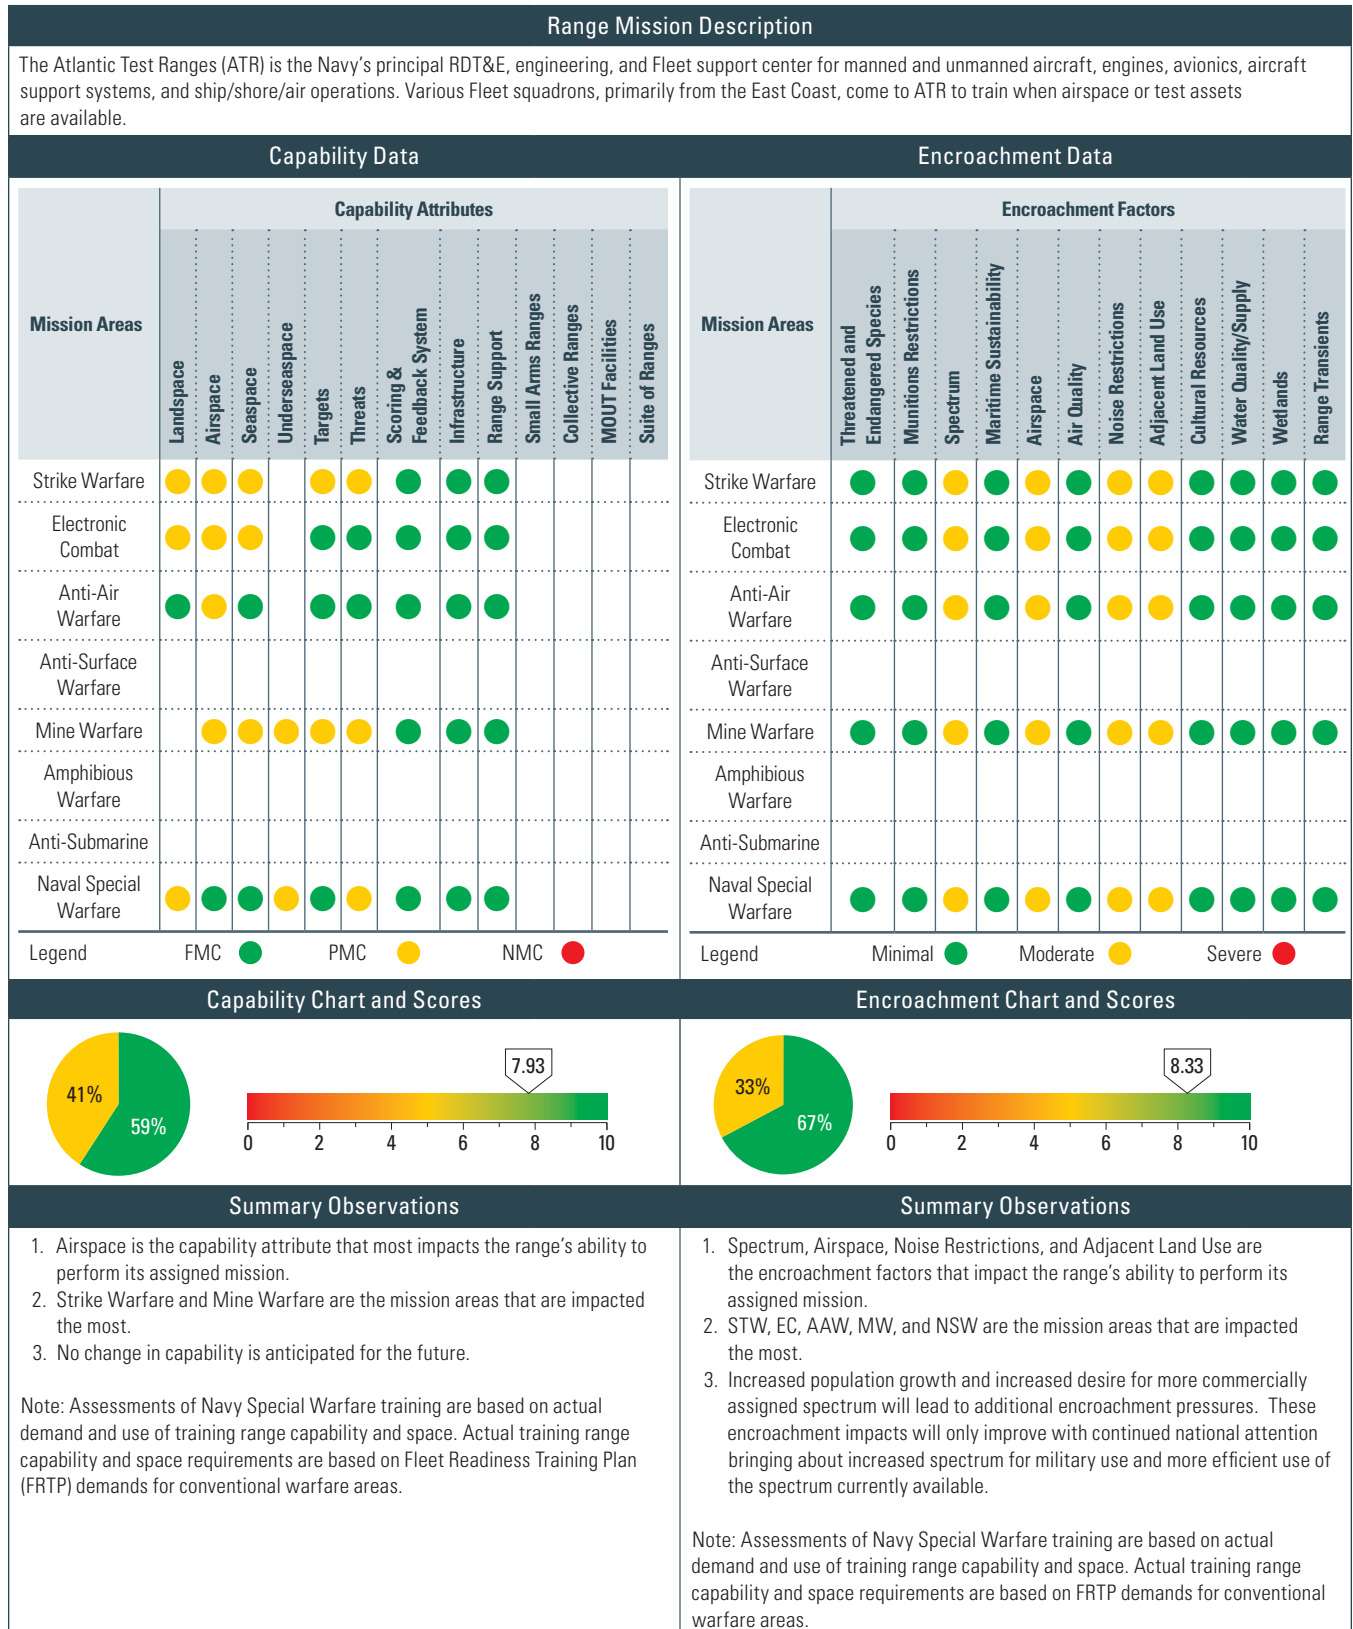 Range Mission Description
The Atlantic Test Ranges (ATR) is the Navy's principal RDT&E, engineering, and Fleet support center for manned and unmanned aircraft, engines, avionics, aircraft
support systems, and ship/shore/air operations. Various Fleet squadrons, primarily from the East Coast, come to ATR to train when airspace or test assets
are available.
Capability Data
Mission Areas
Capability Attributes
Landspace
Airspace
Seaspace
Underseaspace
Targets
Threats
Scoring &
Feedback System
Infrastructure
Range Support
Small Arms Ranges
Collective Ranges
MOUT Facilities
Suite of Ranges
Strike Warfare
Electronic
Combat
Anti-Air
Warfare
Anti-Surface
Warfare
Mine Warfare
Amphibious
Warfare
Anti-Submarine
Naval Special
Warfare
Legend FMC PMC NMC
Encroachment Data
Mission Areas
Encroachment Factors
Threatened and
Endangered Species
Munitions Restrictions
Spectrum
Maritime Sustainability
Airspace
Air Quality
Noise Restrictions
Adjacent Land Use
Cultural Resources
Water Quality/Supply
Wetlands
Range Transients
Strike Warfare
Electronic
Combat
Anti-Air
Warfare
Anti-Surface
Warfare
Mine Warfare
Amphibious
Warfare
Anti-Submarine
Naval Special
Warfare
Legend Minimal Moderate Severe
Capability Chart and Scores
41%
59%
7.93
0 2 4 6 8 10
Encroachment Chart and Scores
33%
67%
8.33
0 2 4 6 8 10
Summary Observations
1. Airspace is the capability attribute that most impacts the range's ability to
perform its assigned mission.
2. Strike Warfare and Mine Warfare are the mission areas that are impacted
the most.
3. No change in capability is anticipated for the future.
Note: Assessments of Navy Special Warfare training are based on actual
demand and use of training range capability and space. Actual training range
capability and space requirements are based on Fleet Readiness Training Plan
(FRTP) demands for conventional warfare areas.
Summary Observations
1. Spectrum, Airspace, Noise Restrictions, and Adjacent Land Use are
the encroachment factors that impact the range's ability to perform its
assigned mission.
2. STW, EC, AAW, MW, and NSW are the mission areas that are impacted
the most.
3. Increased population growth and increased desire for more commercially
assigned spectrum will lead to additional encroachment pressures. These
encroachment impacts will only improve with continued national attention
bringing about increased spectrum for military use and more efficient use of
the spectrum currently available.
Note: Assessments of Navy Special Warfare training are based on actual
demand and use of training range capability and space. Actual training range
capability and space requirements are based on FRTP demands for conventional
warfare areas.